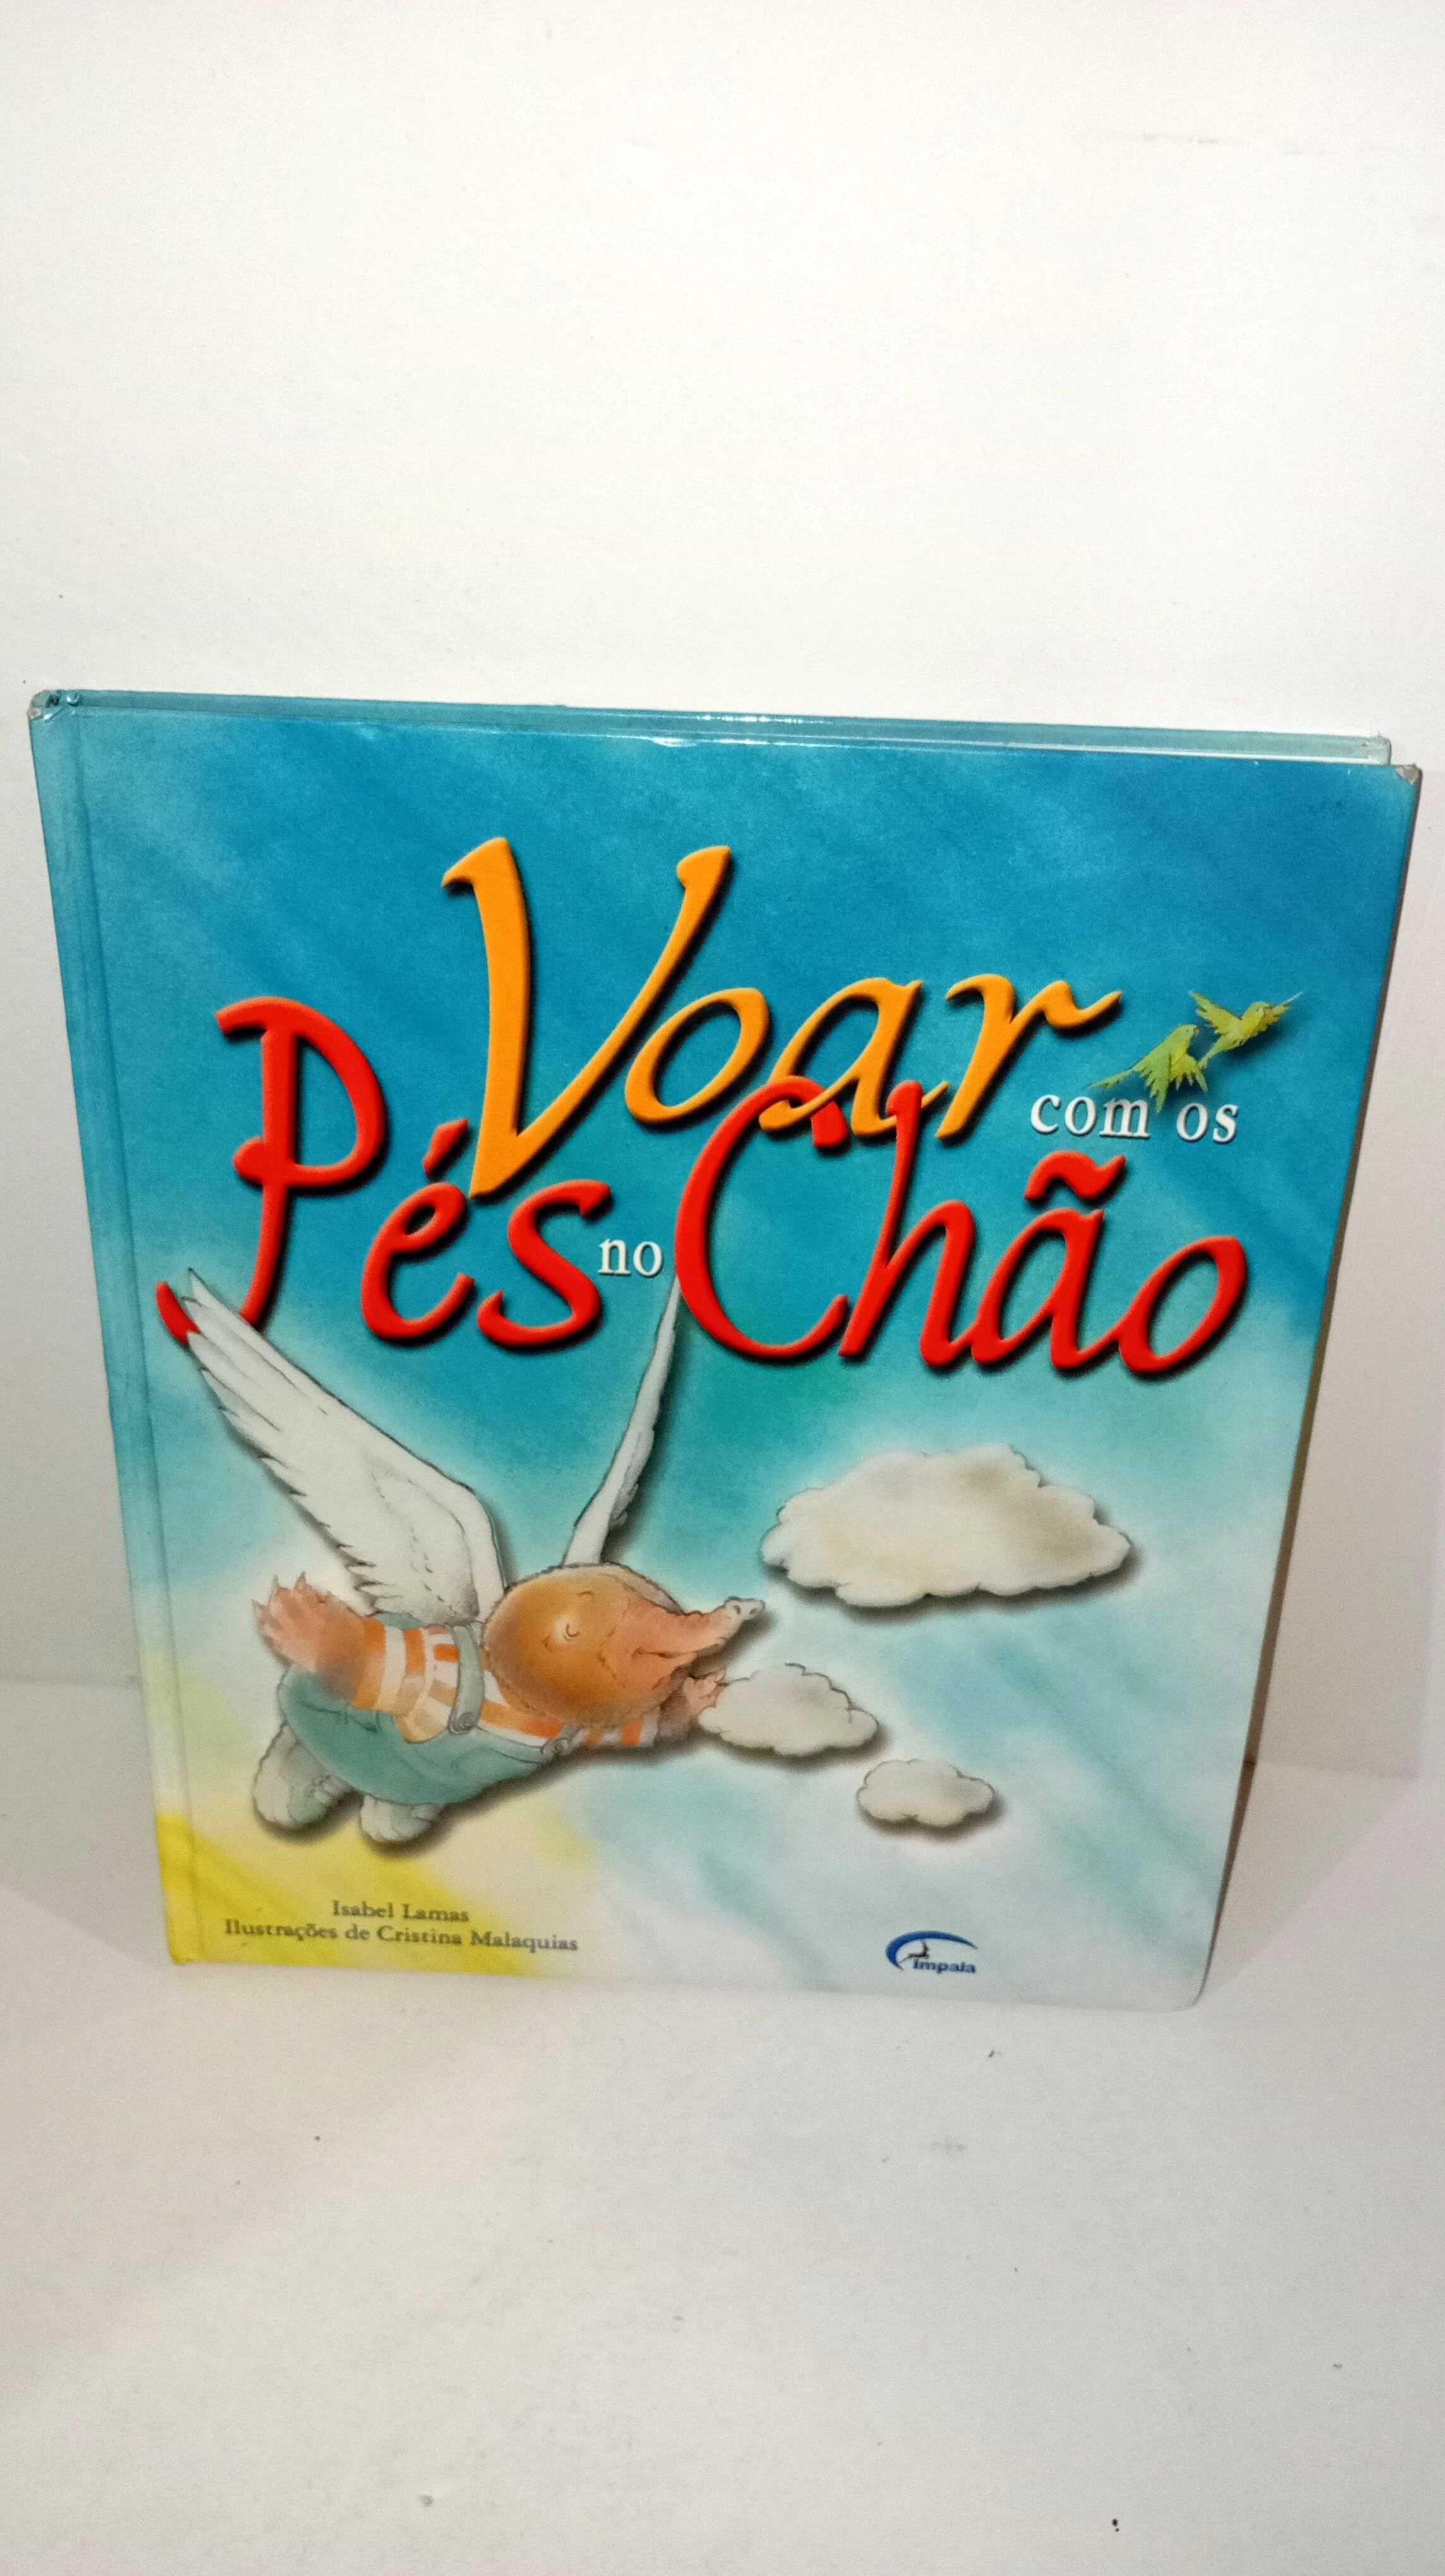 Voar
com os
Pés no Chão
Isabel Lamas
Ilustrações de Cristina Malaquias
Impala